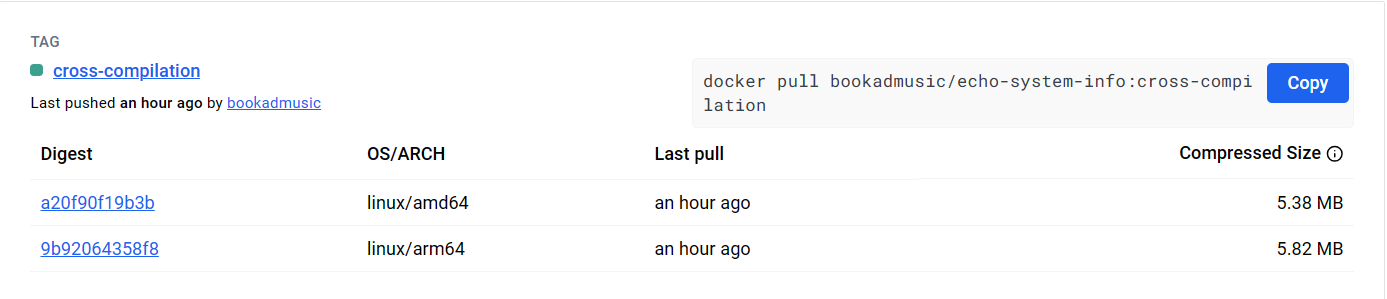 TAG
cross-compilation
Last pushed an hour ago by bookadmusic
docker pull bookadmusic/echo-system-info:cross-compi
lation
Copy
Digest OS/ARCH Last pull Compressed Size
a20f90f19b3b linux/amd64 an hour ago 5.38 MB
9b92064358f8 linux/arm64 an hour ago 5.82 MB